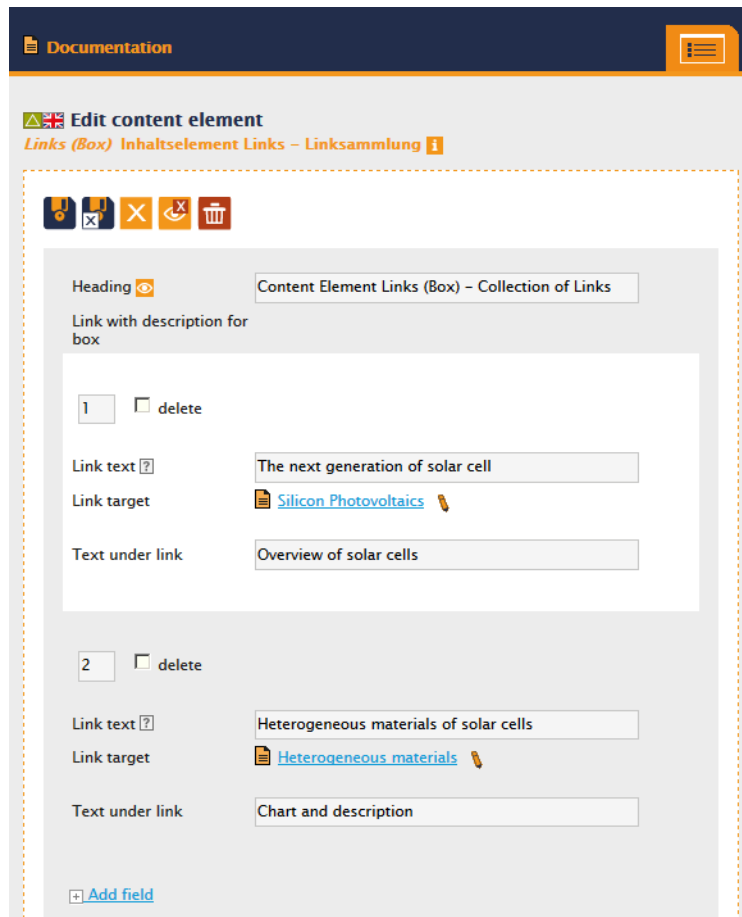 Documentation
Edit content element
Links (Box) Inhaltselement Links – Linksammlung i
Heading Content Element Links (Box) – Collection of Links
Link with description for
box
1 delete
Link text ? The next generation of solar cell
Link target Silicon Photovoltaics
Text under link Overview of solar cells
2 delete
Link text ? Heterogeneous materials of solar cells
Link target Heterogeneous materials
Text under link Chart and description
+ Add field